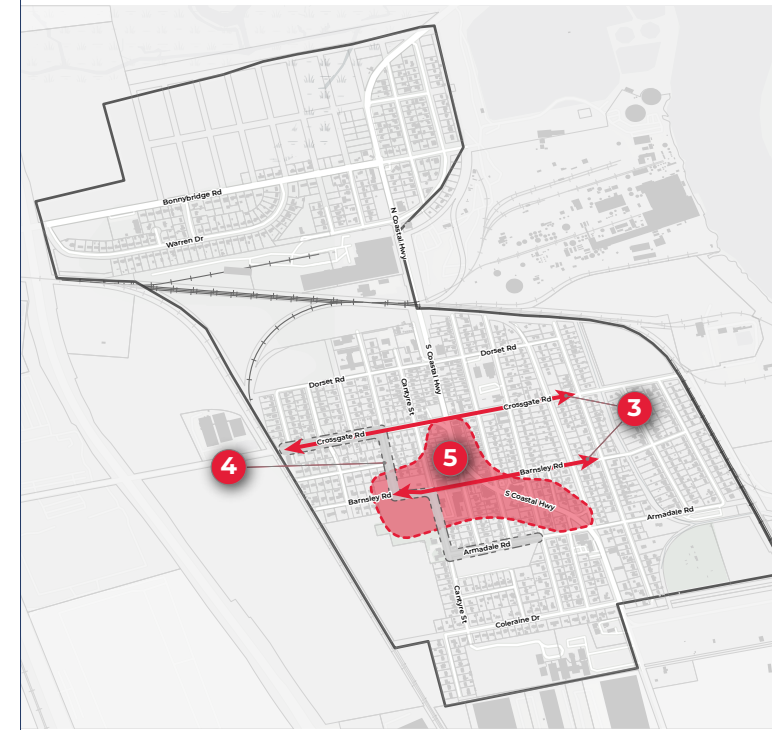 Bonnybridge Rd
Warren Dr
N Coastal Hwy
Dorset Rd
S Coastal Hwy
Dorset Rd
Cantyre St
Crossgate Rd
3
Crossgate Rd
5
4
Barnsley Rd
Barnsley Rd
S Coastal Hwy
Armadale Rd
Armadale Rd
Cantyre St
Coleraine Dr